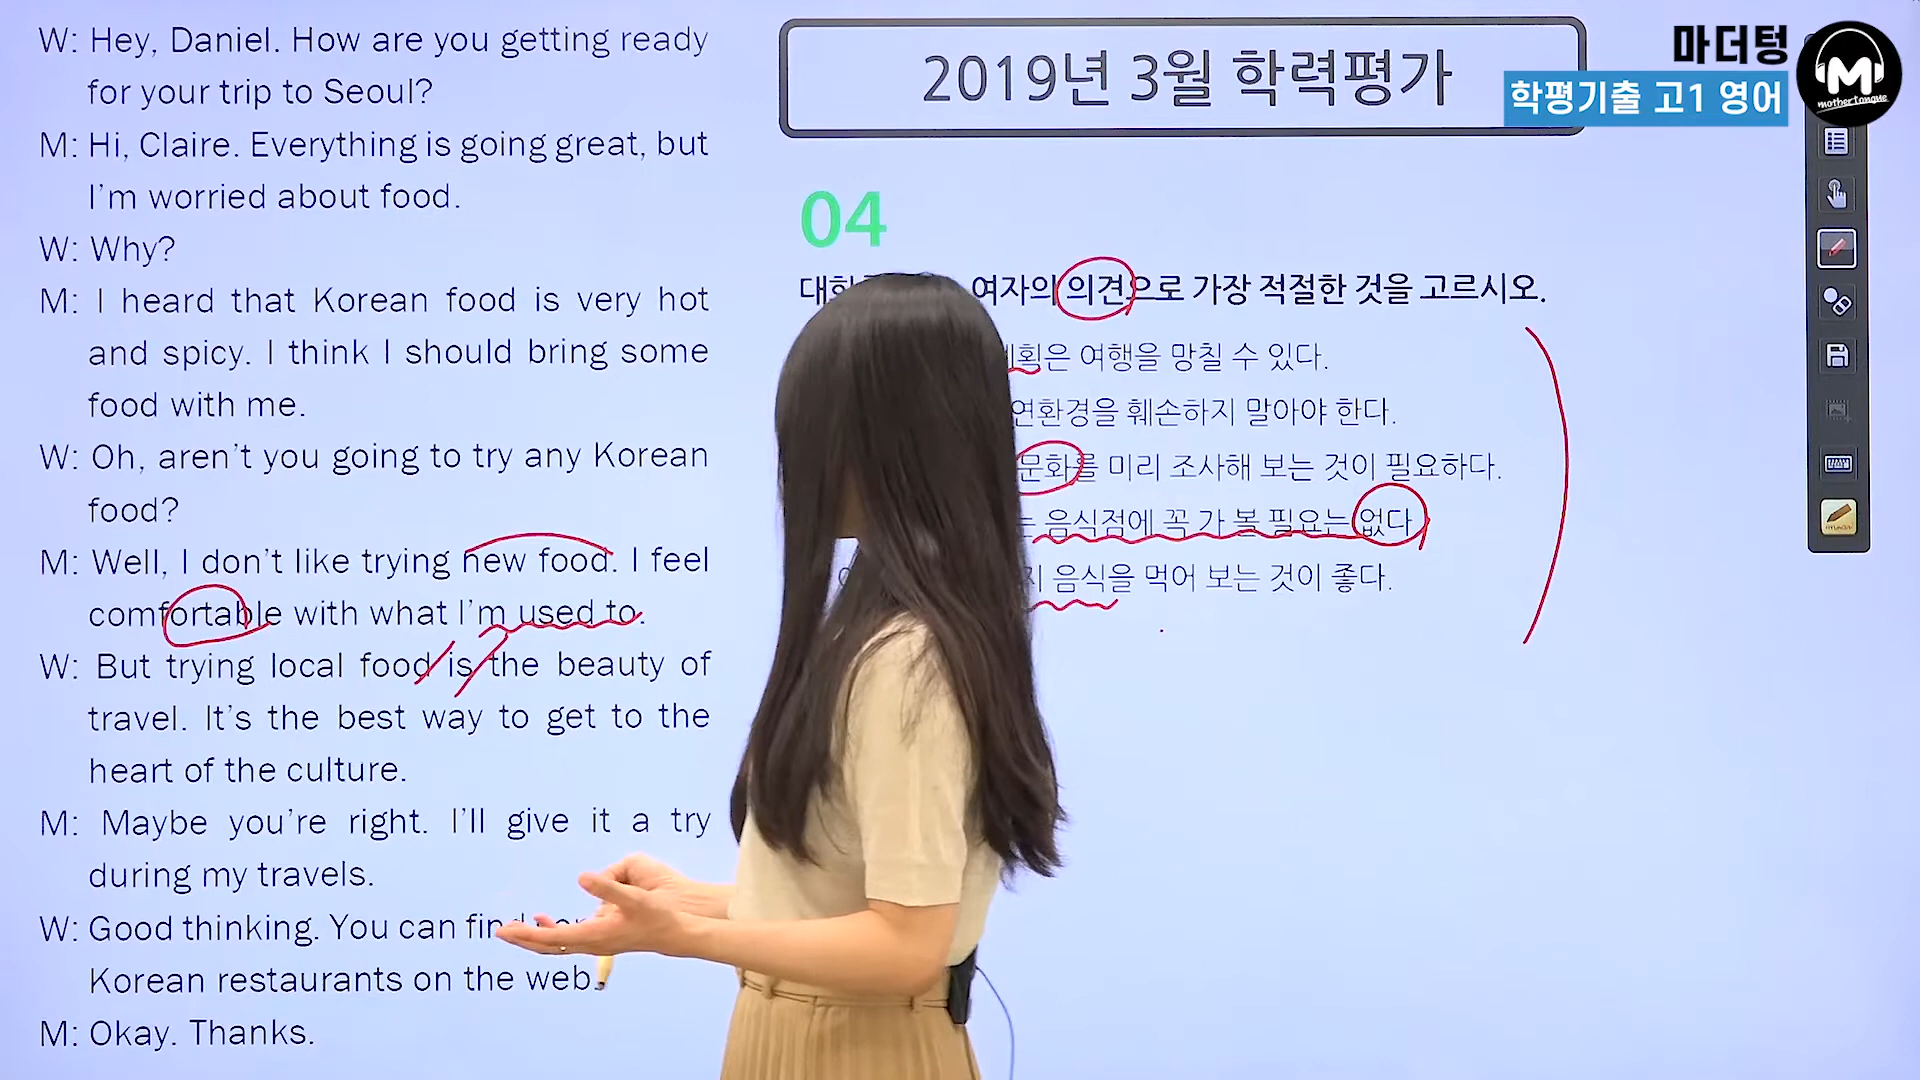 W: Hey, Daniel. How are you getting ready
for your trip to Seoul?
M: Hi, Claire. Everything is going great, but
I'm worried about food.
W: Why?
M: I heard that Korean food is very hot
and spicy. I think I should bring some
food with me.
W: Oh, aren't you going to try any Korean
food?
M: Well, I don't like trying new food. I feel
comfortable with what I'm used to.
W: But trying local food is the beauty of
travel. It's the best way to get to the
heart of the culture.
M: Maybe you're right. I'll give it a try
during my travels.
W: Good thinking. You can
Korean restaurants on the web.
M: Okay. Thanks.
2019년 3월 학력평가
마더텅
학평기출 고1 영어
M
mothertongue
04
여자의 의견으로 가장 적절한 것을 고르시오.
여행을 망칠 수 있다.
훼손하지 말아야 한다.
문화를 미리 조사해 보는 것이 필요하다.
음식점에 꼭 가 볼 필요는 없다.
음식을 먹어 보는 것이 좋다.